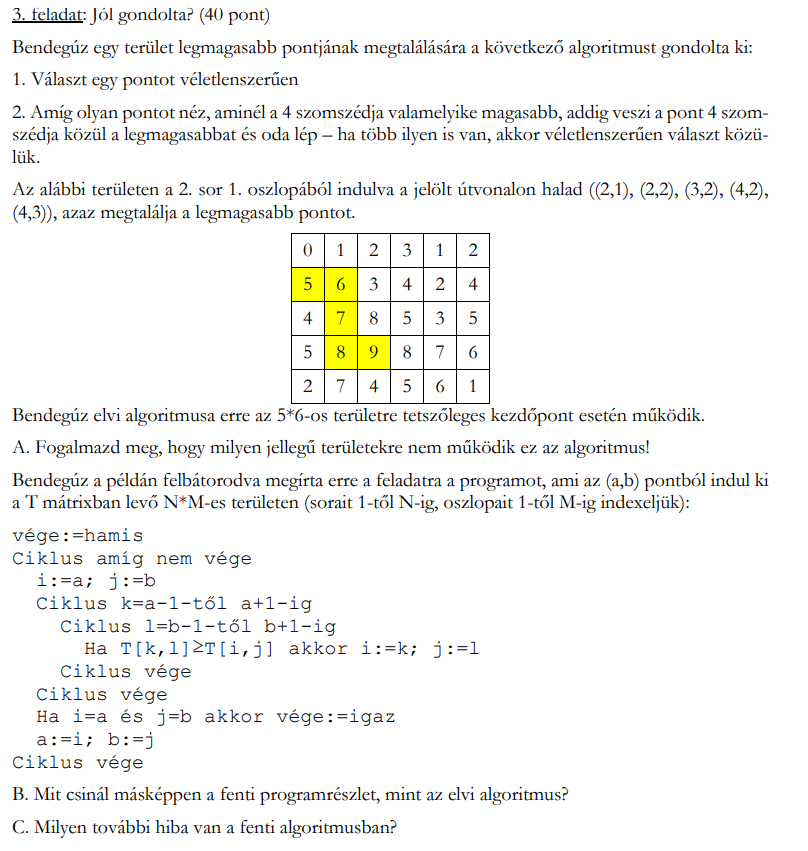 3. feladat: Jól gondolta? (40 pont)
Bendegúz egy terület legmagasabb pontjának megtalálására a következő algoritmust gondolta ki:
1. Választ egy pontot véletlenszerűen
2. Amíg olyan pontot néz, aminél a 4 szomszédja valamelyike magasabb, addig veszi a pont 4 szom-
szédja közül a legmagasabbat és oda lép – ha több ilyen is van, akkor véletlenszerűen választ közü-
lük.
Az alábbi területen a 2. sor 1. oszlopából indulva a jelölt útvonalon halad ((2,1), (2,2), (3,2), (4,2),
(4,3)), azaz megtalálja a legmagasabb pontot.
0 1 2 3 1 2
5 6 3 4 2 4
4 7 8 5 3 5
5 8 9 8 7 6
2 7 4 5 6 1
Bendegúz elvi algoritmusa erre az 5*6-os területre tetszőleges kezdőpont esetén működik.
A. Fogalmazd meg, hogy milyen jellegű területekre nem működik ez az algoritmus!
Bendegúz a példán felbátorodva megírta erre a feladatra a programot, ami az (a,b) pontból indul ki
a T mátrixban levő N*M-es területen (sorait 1-től N-ig, oszlopait 1-től M-ig indexeljük):
vége:=hamis
Ciklus amíg nem vége
i:=a; j:=b
Ciklus k=a-1-től a+1-ig
Ciklus l=b-1-től b+1-ig
Ha T[k,l]≥T[i,j] akkor i:=k; j:=l
Ciklus vége
Ciklus vége
Ha i=a és j=b akkor vége:=igaz
a:=i; b:=j
Ciklus vége
B. Mit csinál másképpen a fenti programrészlet, mint az elvi algoritmus?
C. Milyen további hiba van a fenti algoritmusban?